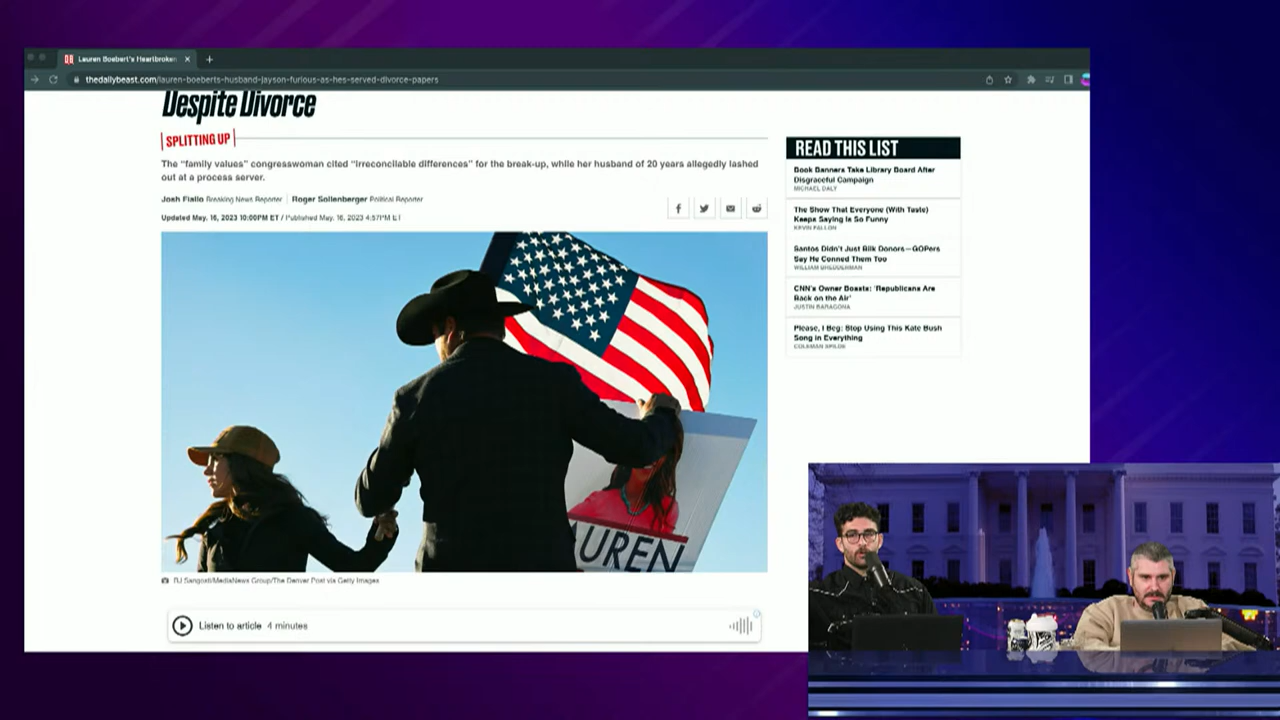 Lauren Boebert's Heartbroken
thedailybeast.com/lauren-boeberts-husband-jayson-furious-as-hes-served-divorce-papers
Despite Divorce
SPLITTING UP
The "family values" congresswoman cited "irreconcilable differences" for the break-up, while her husband of 20 years allegedly lashed
out at a process server.
Josh Fiallo Breaking News Reporter | Roger Sollenberger Political Reporter
Updated May. 16, 2023 10:00PM ET / Published May. 16, 2023 4:57PM ET
UREN
RJ Sangosti/MediaNews Group/The Denver Post via Getty Images
Listen to article 4 minutes
READ THIS LIST
Book Banners Take Library Board After
Disgraceful Campaign
MICHAEL DALY
The Show That Everyone (With Taste)
Keeps Saying Is So Funny
KEVIN FALLON
Santos Didn't Just Bilk Donors—GOPers
Say He Conned Them Too
WILLIAM BREDDERMAN
CNN's Owner Boasts: 'Republicans Are
Back on the Air'
JUSTIN BARAGONA
Please, I Beg: Stop Using This Kate Bush
Song in Everything
COLEMAN SPILDE